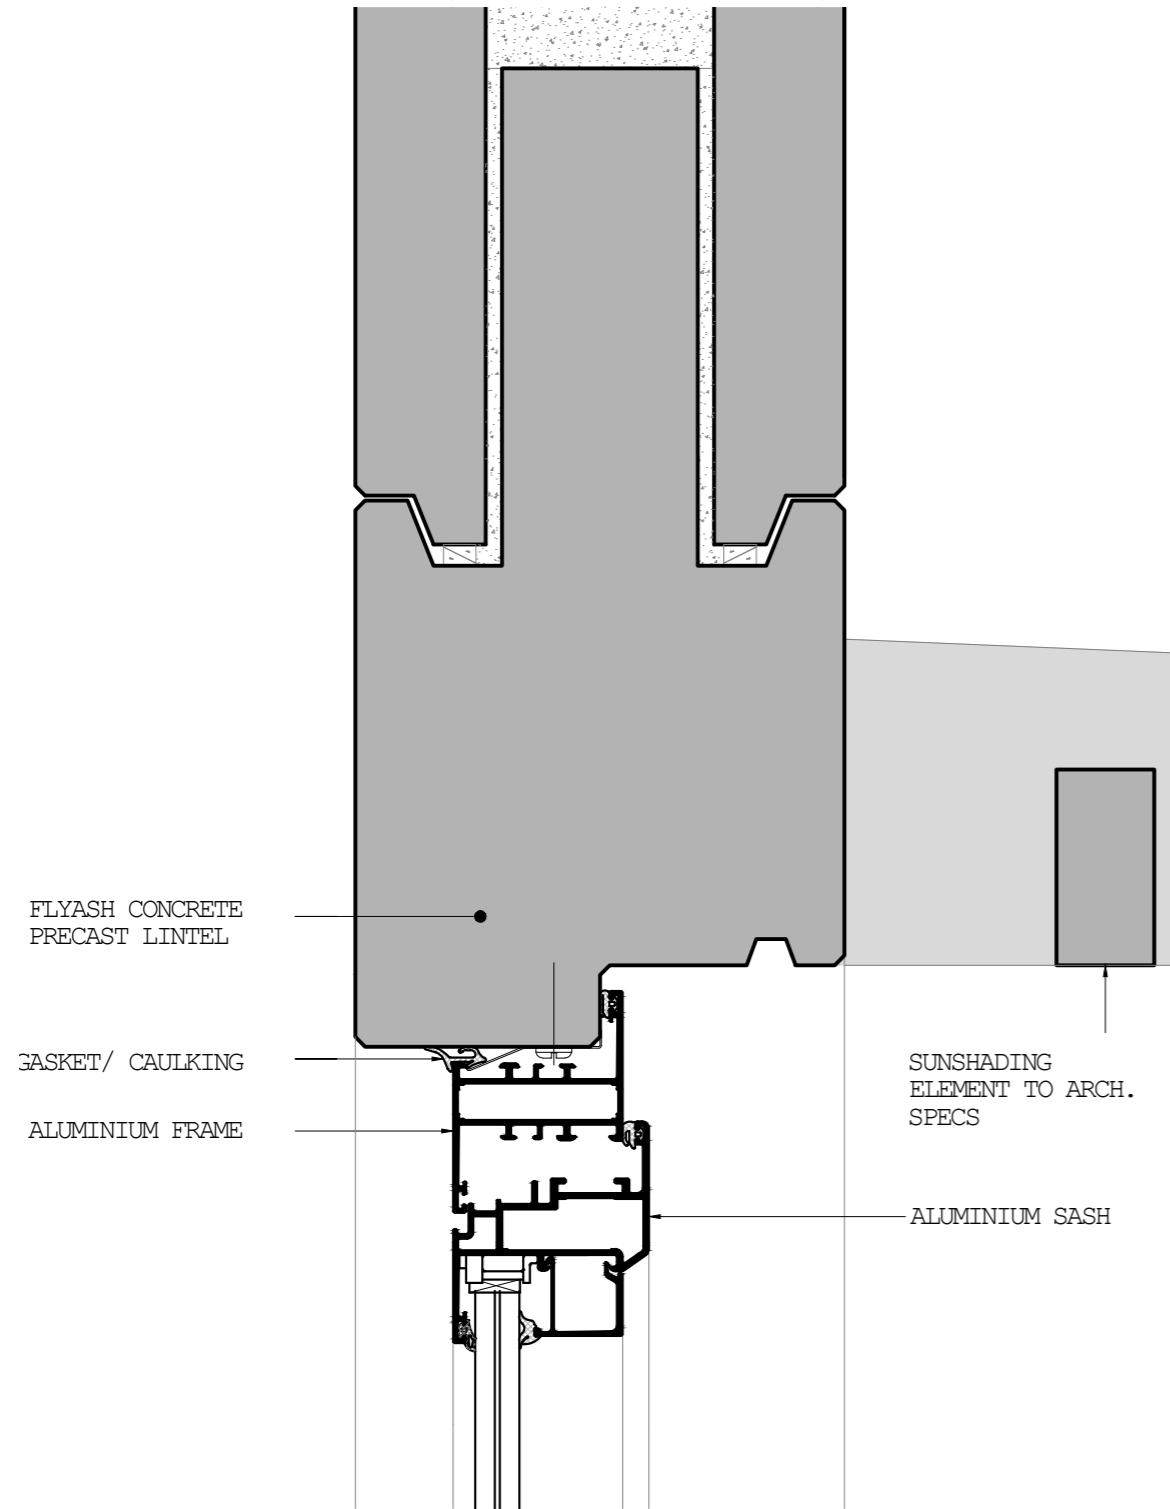 FLYASH CONCRETE
PRECAST LINTEL
GASKET/ CAULKING
ALUMINIUM FRAME
SUNSHADING
ELEMENT TO ARCH.
SPECS
ALUMINIUM SASH